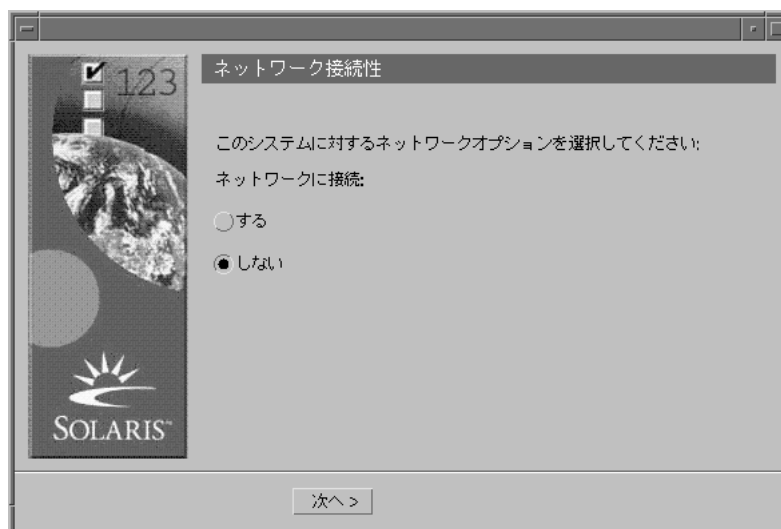 123
ネットワーク接続性
このシステムに対するネットワークオプションを選択してください:
ネットワークに接続:
する
しない
SOLARIS™
次へ >